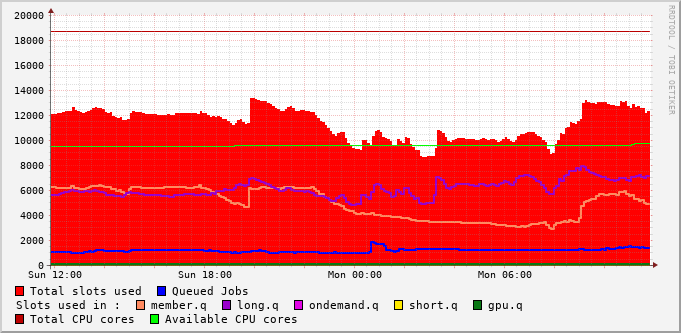 RRDTOOL / TOBI OETIKER
20000
18000
16000
14000
12000
10000
8000
6000
4000
2000
0
Sun 12:00 Sun 18:00 Mon 00:00 Mon 06:00
Total slots used Queued Jobs
Slots used in : member.q long.q ondemand.q short.q gpu.q
Total CPU cores Available CPU cores